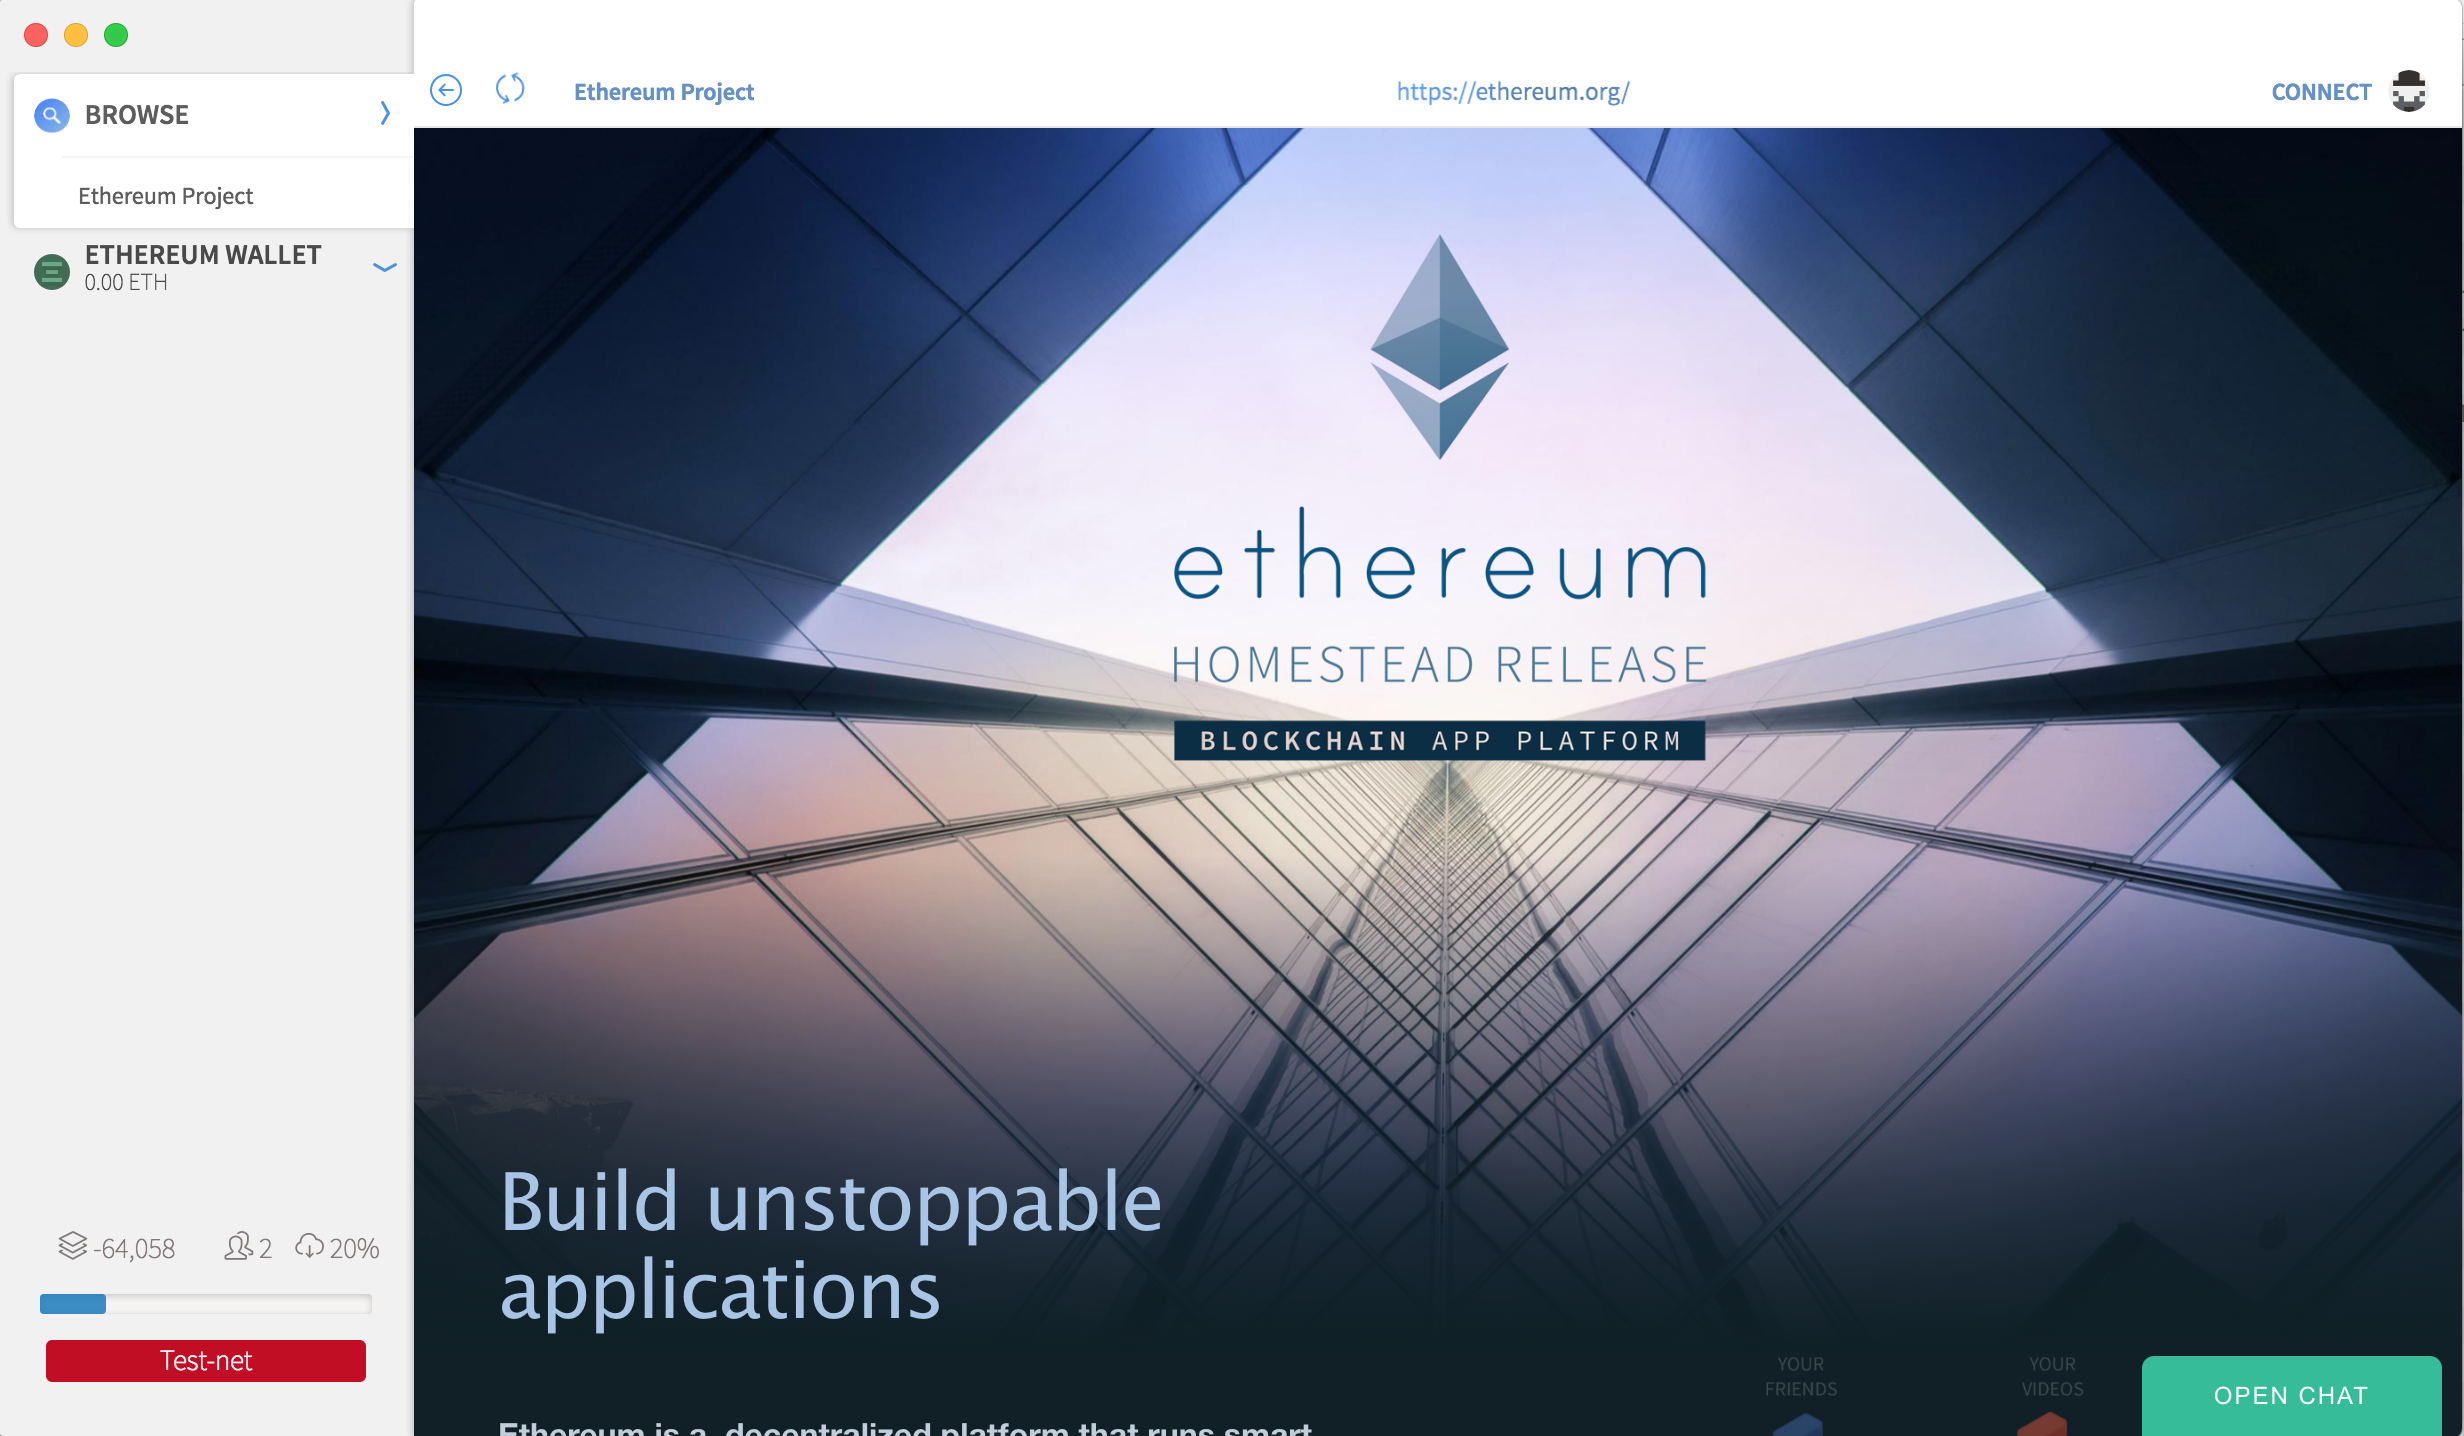 BROWSE
Ethereum Project
ETHEREUM WALLET
0.00 ETH
-64,058
2
20%
Test-net
Ethereum Project
https://ethereum.org/
CONNECT
ethereum
HOMESTEAD RELEASE
BLOCKCHAIN APP PLATFORM
Build unstoppable
applications
Ethereum is a decentralized platform that runs smart
YOUR
FRIENDS
YOUR
VIDEOS
OPEN CHAT